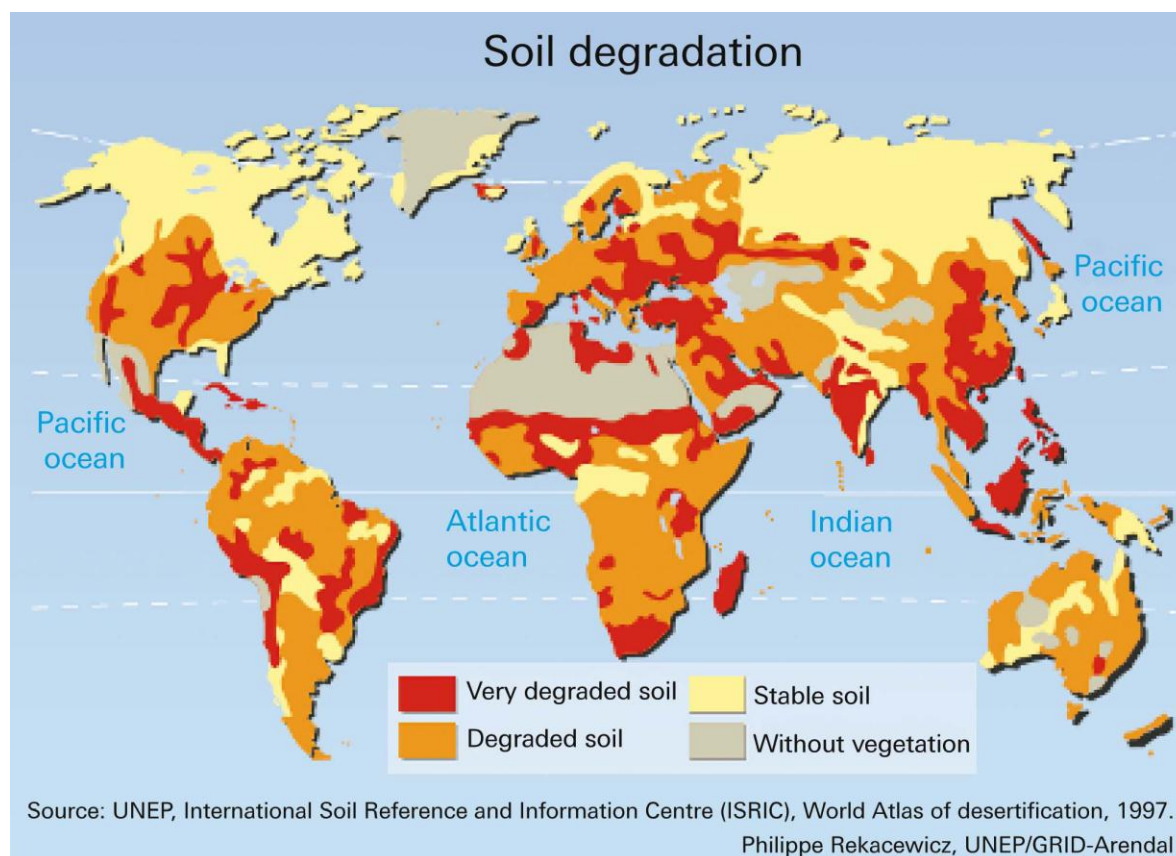 Soil degradation
Pacific
ocean
Pacific
ocean
Atlantic
ocean
Indian
ocean
Very degraded soil
Stable soil
Degraded soil
Without vegetation
Source: UNEP, International Soil Reference and Information Centre (ISRIC), World Atlas of desertification, 1997.
Philippe Rekacewicz, UNEP/GRID-Arendal